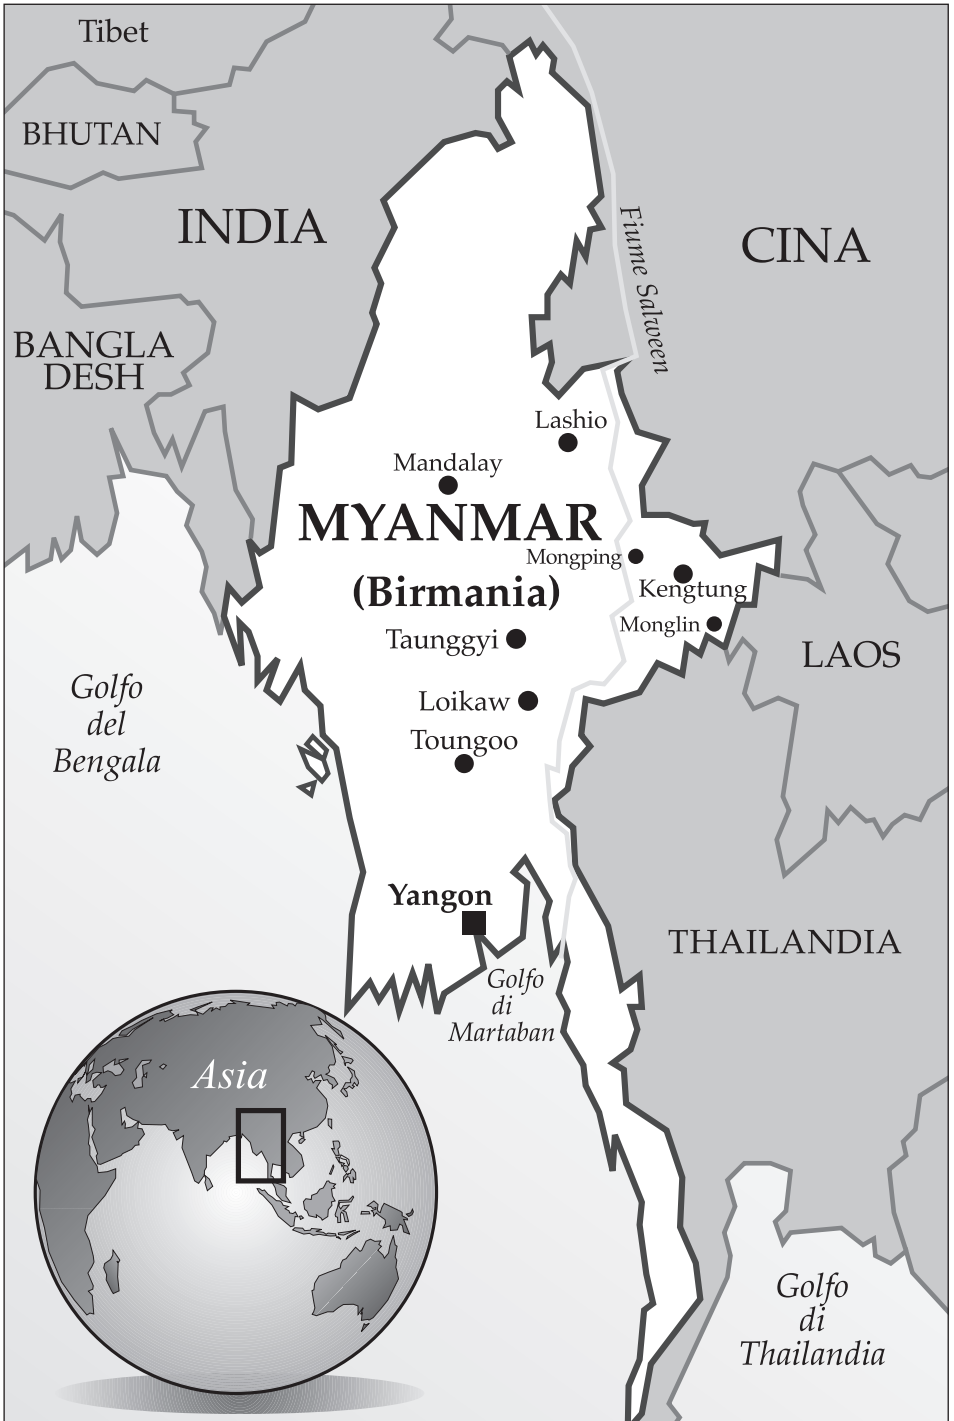 Tibet
BHUTAN
INDIA
CINA
Fiume Salween
BANGLA
DESH
Lashio
Mandalay
MYANMAR
Mongping
(Birmania)
Kengtung
Monglin
Taunggyi
LAOS
Golfo
del
Bengala
Loikaw
Toungoo
Yangon
THAILANDIA
Golfo
di
Martaban
Asia
Golfo
di
Thailandia